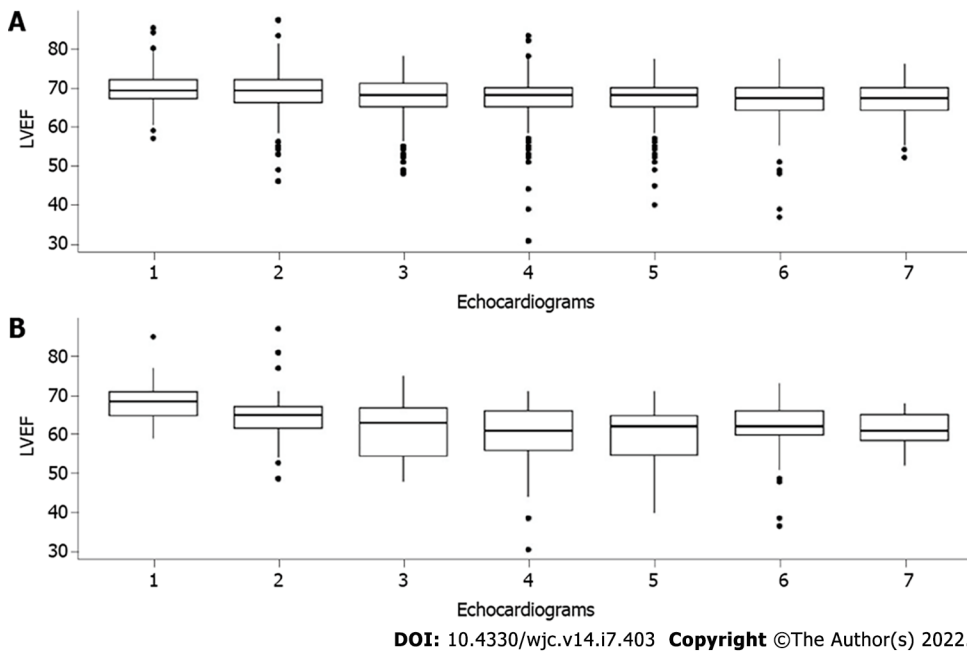 A
LVEF
80
70
60
50
40
30
1 2 3 4 5 6 7
Echocardiograms
B
LVEF
80
70
60
50
40
30
1 2 3 4 5 6 7
Echocardiograms
DOI: 10.4330/wjc.v14.i7.403 Copyright ©The Author(s) 2022.